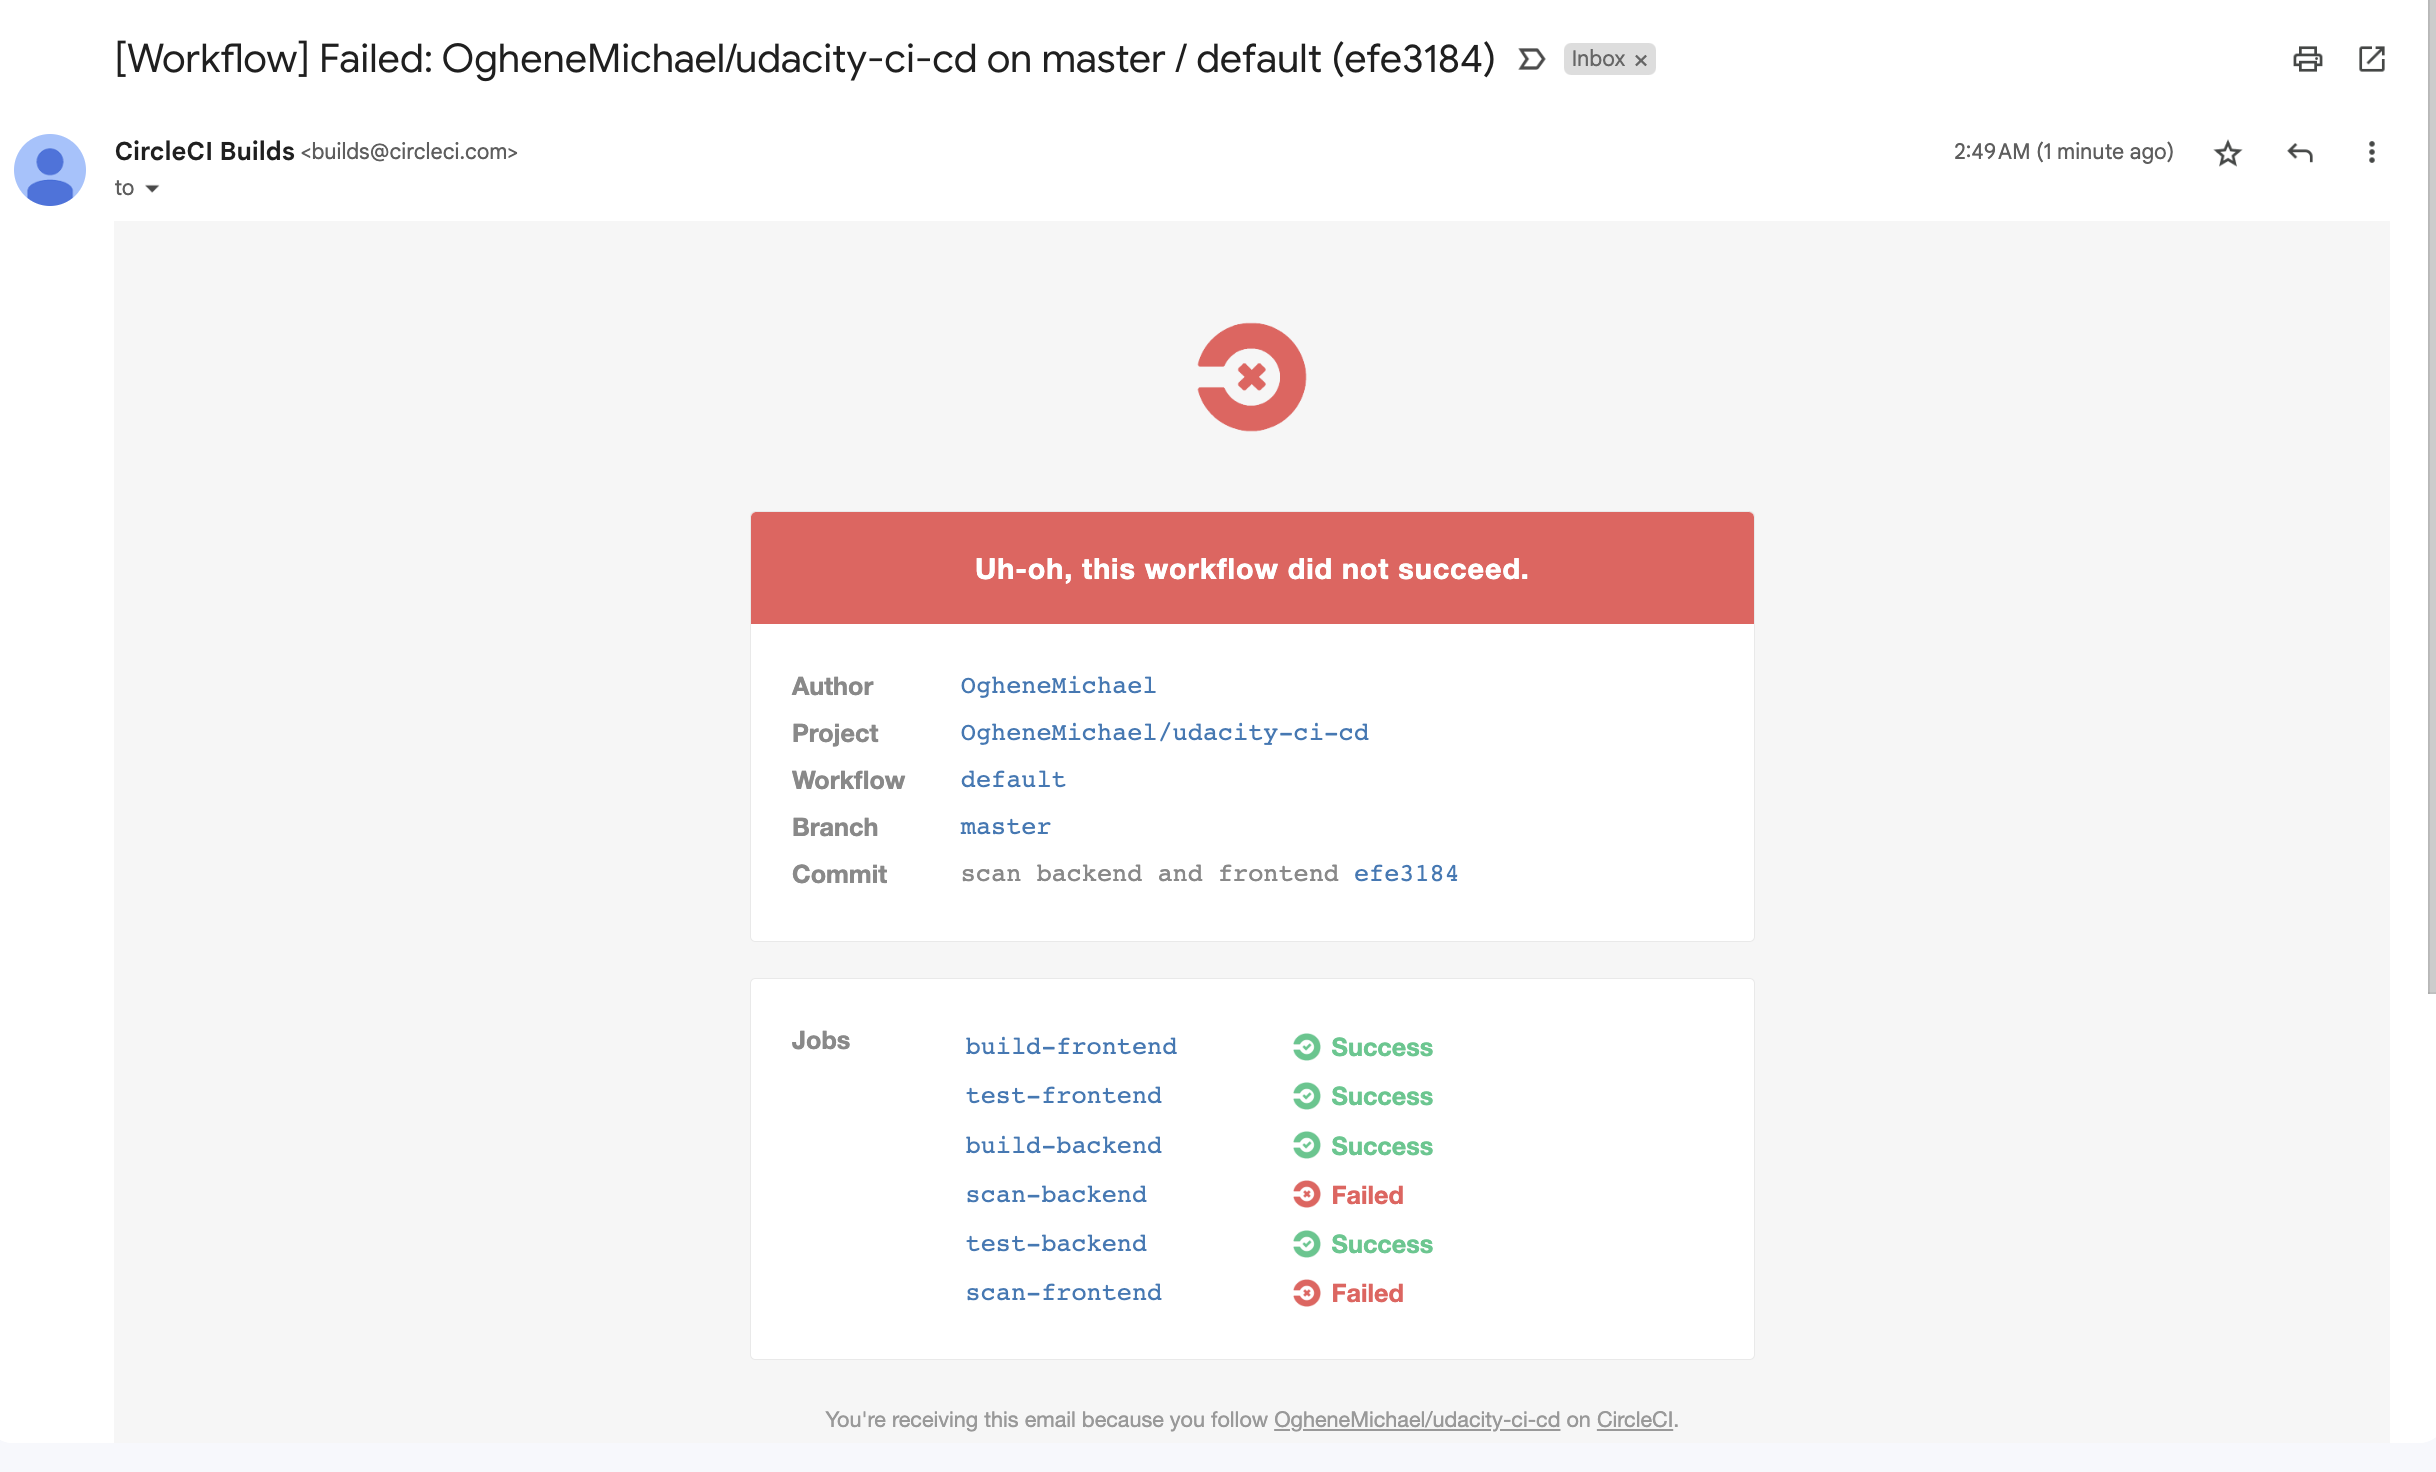 [Workflow] Failed: OgheneMichael/udacity-ci-cd on master / default (efe3184) Inbox ×
CircleCI Builds <builds@circleci.com> 2:49 AM (1 minute ago)
to
Uh-oh, this workflow did not succeed.
Author OgheneMichael
Project OgheneMichael/udacity-ci-cd
Workflow default
Branch master
Commit scan backend and frontend efe3184
Jobs build-frontend Success
test-frontend Success
build-backend Success
scan-backend Failed
test-backend Success
scan-frontend Failed
You're receiving this email because you follow OgheneMichael/udacity-ci-cd on CircleCI.